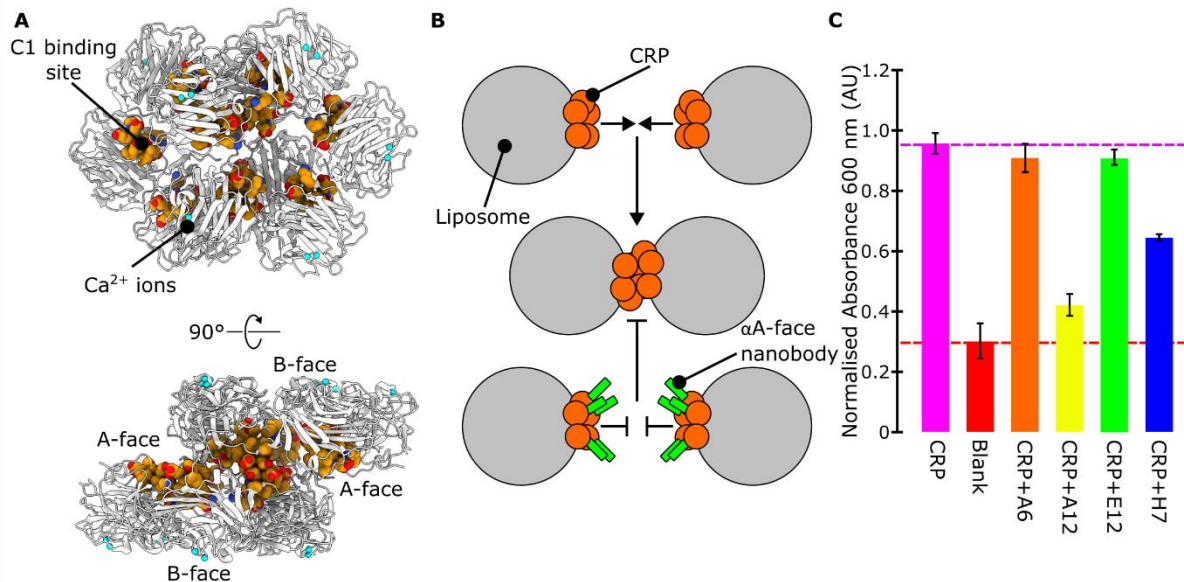 A
C1 binding
site
Ca²⁺ ions
90°
B-face
A-face
A-face
B-face
B
CRP
Liposome
αA-face
nanobody
C
Normalised Absorbance 600 nm (AU)
1.2
1.0
0.8
0.6
0.4
0.2
0
CRP
Blank
CRP+A6
CRP+A12
CRP+E12
CRP+H7